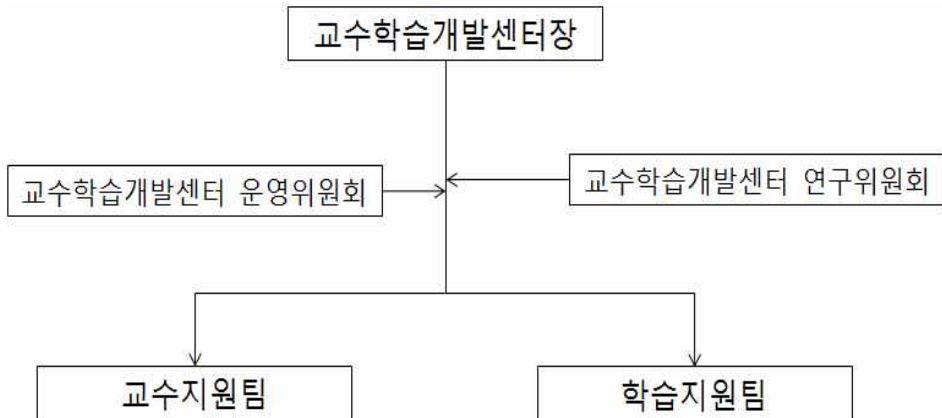 교수학습개발센터장
교수학습개발센터 운영위원회
교수학습개발센터 연구위원회
교수지원팀
학습지원팀